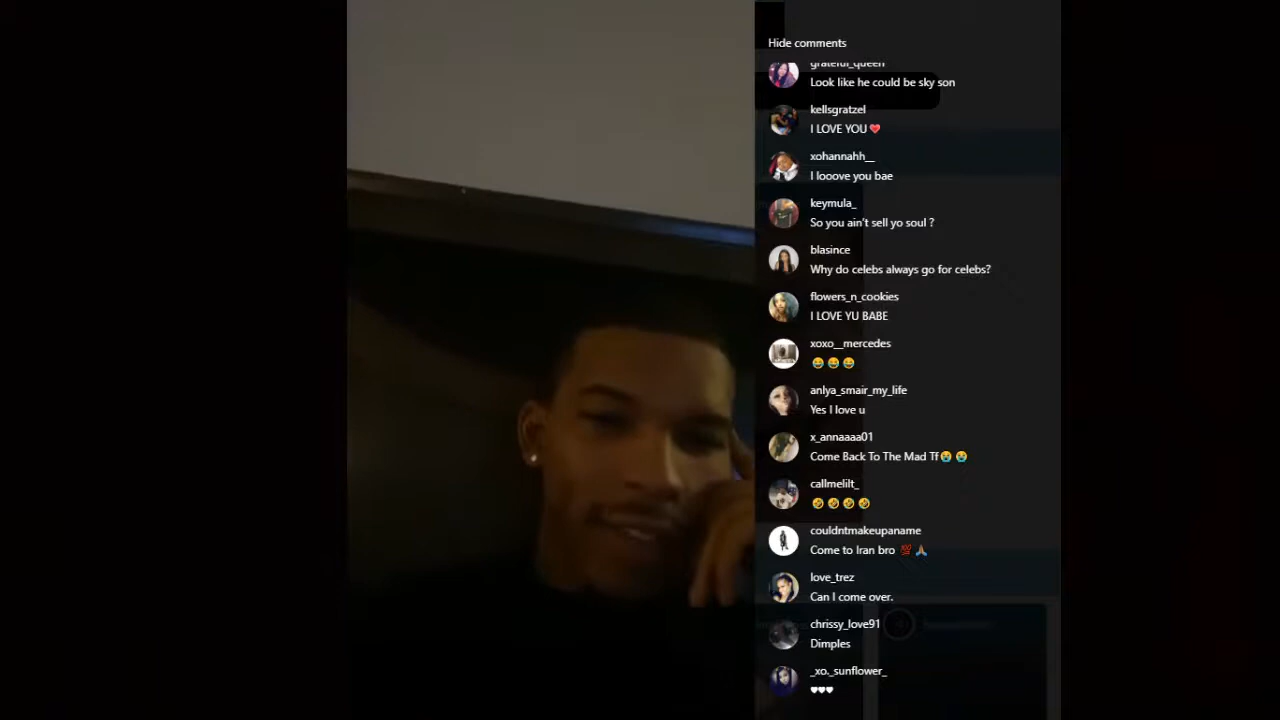 Hide comments
grateful_queen
Look like he could be sky son
kellsgratzel
I LOVE YOU❤️
xohannahh__
I looove you bae
keymula_
So you ain't sell yo soul ?
blasince
Why do celebs always go for celebs?
flowers_n_cookies
I LOVE YU BABE
xoxo__mercedes
😂😂😂
anlya_smair_my_life
Yes I love u
x_annaaaa01
Come Back To The Mad Tf😭😭
callmelilt_
🤣🤣🤣🤣
couldntmakeupaname
Come to Iran bro 💯🙏🏾
love_trez
Can I come over.
chrissy_love91
Dimples
_xo._sunflower_
♥♥♥